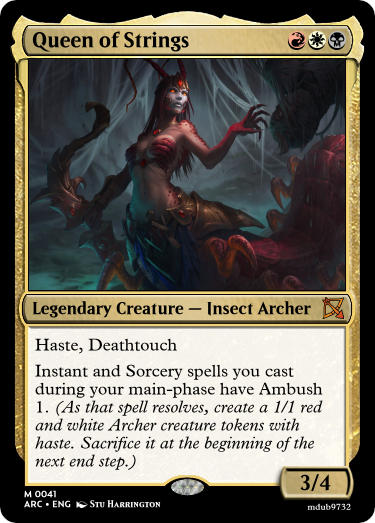 Queen of Strings
Legendary Creature — Insect Archer
Haste, Deathtouch
Instant and Sorcery spells you cast
during your main-phase have Ambush
1. (As that spell resolves, create a 1/1 red
and white Archer creature tokens with
haste. Sacrifice it at the beginning of the
next end step.)
3/4
M 0041
ARC • ENG Stu Harrington
mdub9732